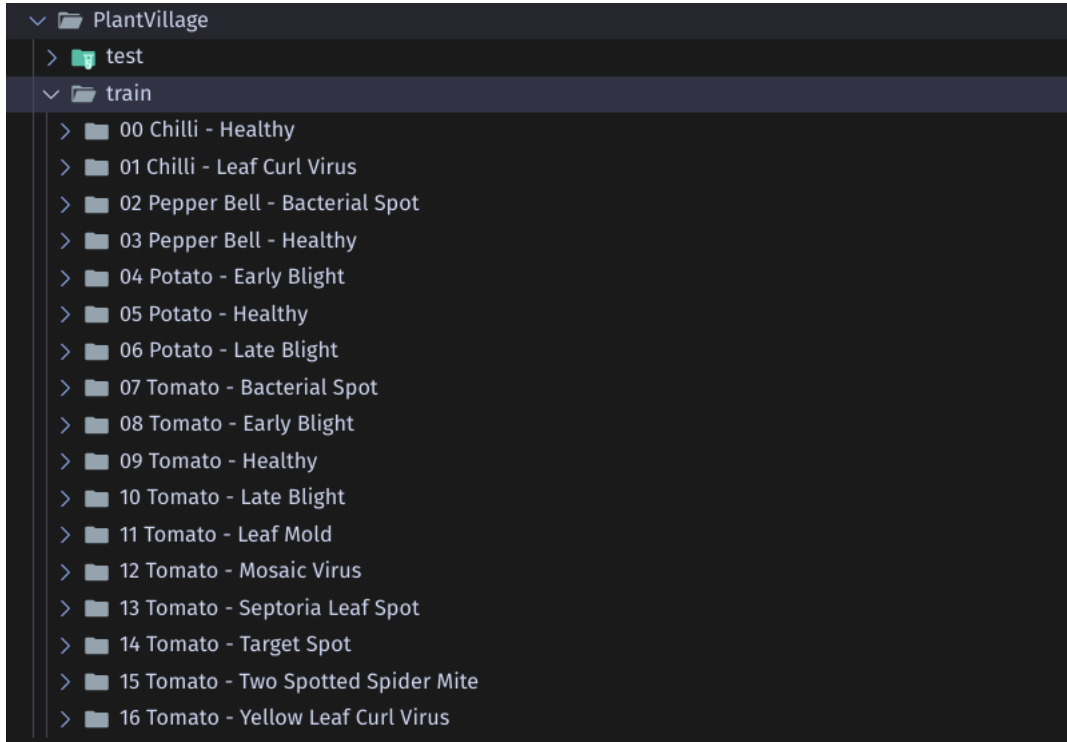 PlantVillage
test
train
00 Chilli - Healthy
01 Chilli - Leaf Curl Virus
02 Pepper Bell - Bacterial Spot
03 Pepper Bell - Healthy
04 Potato - Early Blight
05 Potato - Healthy
06 Potato - Late Blight
07 Tomato - Bacterial Spot
08 Tomato - Early Blight
09 Tomato - Healthy
10 Tomato - Late Blight
11 Tomato - Leaf Mold
12 Tomato - Mosaic Virus
13 Tomato - Septoria Leaf Spot
14 Tomato - Target Spot
15 Tomato - Two Spotted Spider Mite
16 Tomato - Yellow Leaf Curl Virus